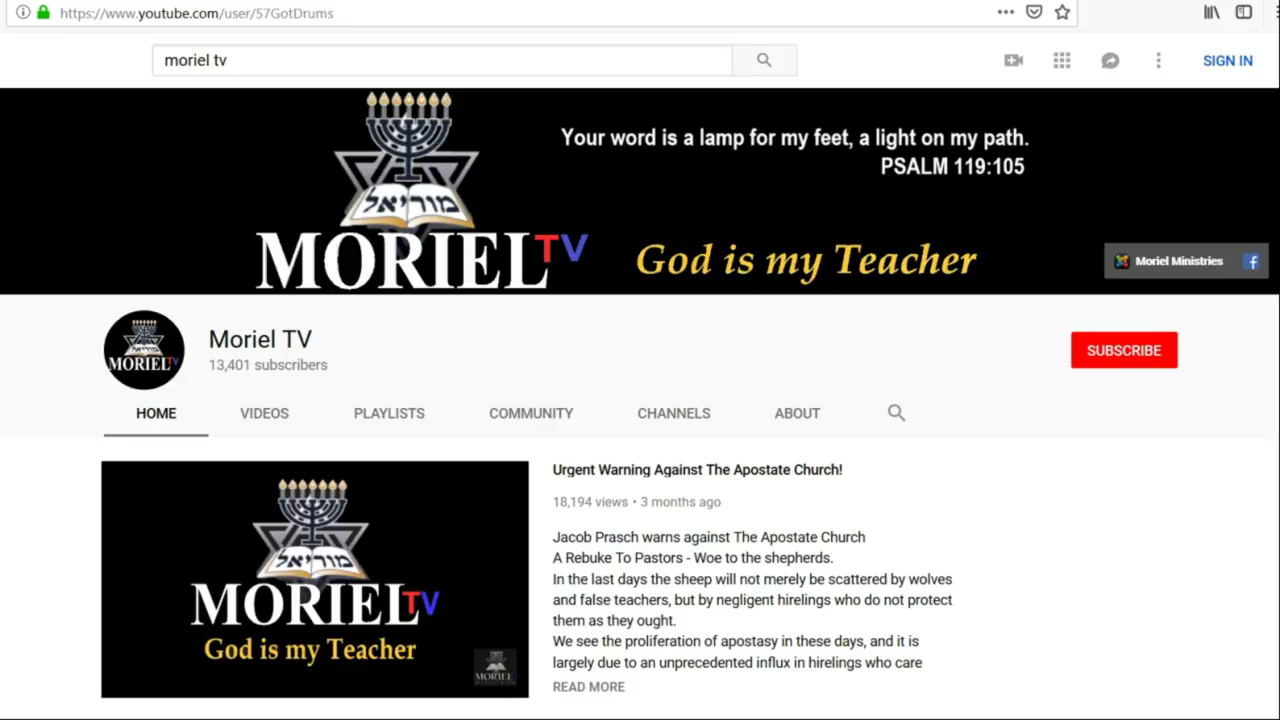 https://www.youtube.com/user/57GotDrums
moriel tv
SIGN IN
Your word is a lamp for my feet, a light on my path.
PSALM 119:105
מוריאל
MORIELTV
God is my Teacher
Moriel Ministries
MORIELTV
Moriel TV
13,401 subscribers
SUBSCRIBE
HOME
VIDEOS
PLAYLISTS
COMMUNITY
CHANNELS
ABOUT
מוריאל
MORIELTV
God is my Teacher
MORIEL
Urgent Warning Against The Apostate Church!
18,194 views • 3 months ago
Jacob Prasch warns against The Apostate Church
A Rebuke To Pastors - Woe to the shepherds.
In the last days the sheep will not merely be scattered by wolves
and false teachers, but by negligent hirelings who do not protect
them as they ought.
We see the proliferation of apostasy in these days, and it is
largely due to an unprecedented influx in hirelings who care
READ MORE